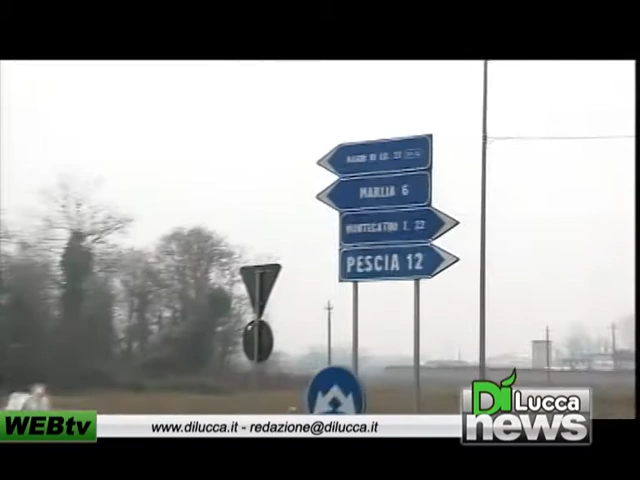 MARLIA 6
MONTECATINI T. 22
PESCIA 12
WEBtv
www.dilucca.it - redazione@dilucca.it
Di Lucca
news